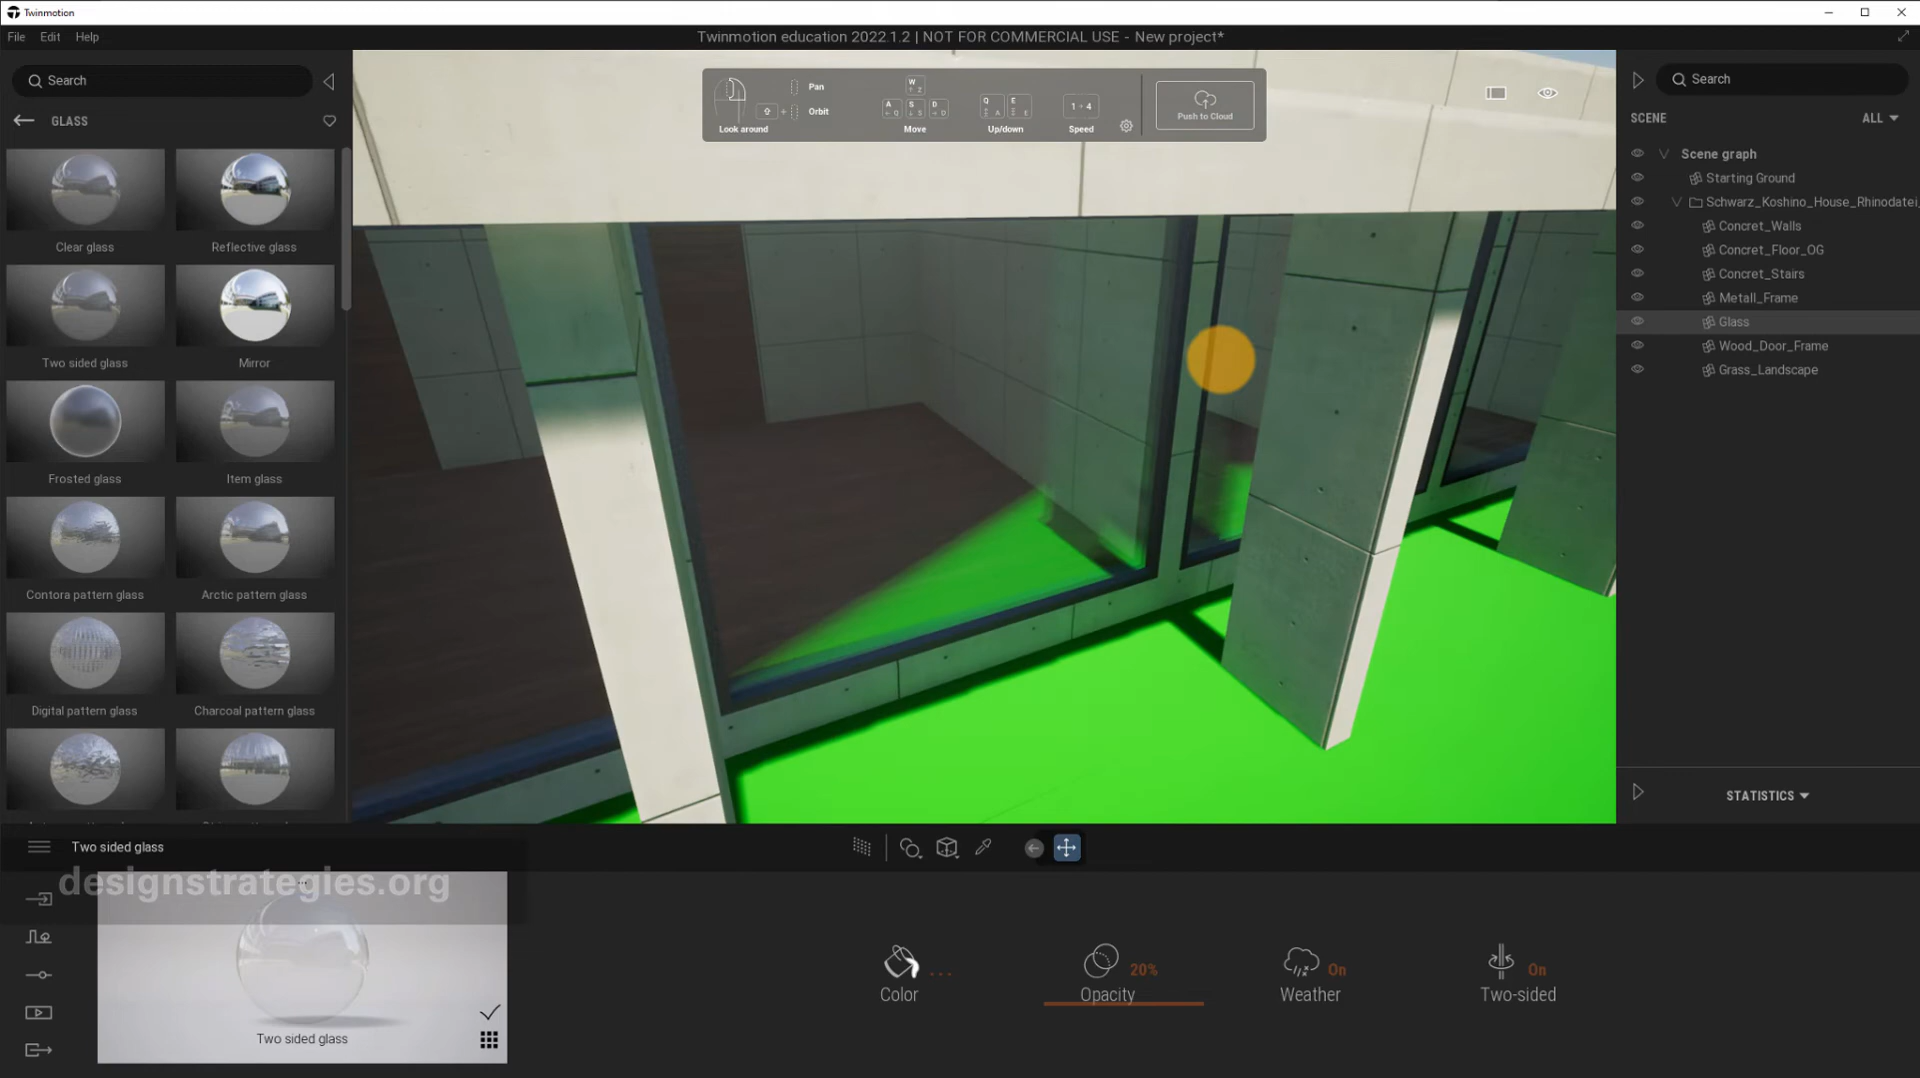 Twinmotion
File Edit Help
Twinmotion education 2022.1.2 | NOT FOR COMMERCIAL USE - New project*
Search
GLASS
Clear glass
Reflective glass
Two sided glass
Mirror
Frosted glass
Item glass
Contora pattern glass
Arctic pattern glass
Digital pattern glass
Charcoal pattern glass
Look around
Pan
Orbit
Move
Q E
Up/down
1 - 4
Speed
Push to Cloud
Search
SCENE
ALL
Scene graph
Starting Ground
Schwarz_Koshino_House_Rhinodatei_
Concret_Walls
Concret_Floor_OG
Concret_Stairs
Metall_Frame
Glass
Wood_Door_Frame
Grass_Landscape
STATISTICS
Two sided glass
designstrategies.org
Two sided glass
Color ...
Opacity 20%
Weather On
Two-sided On